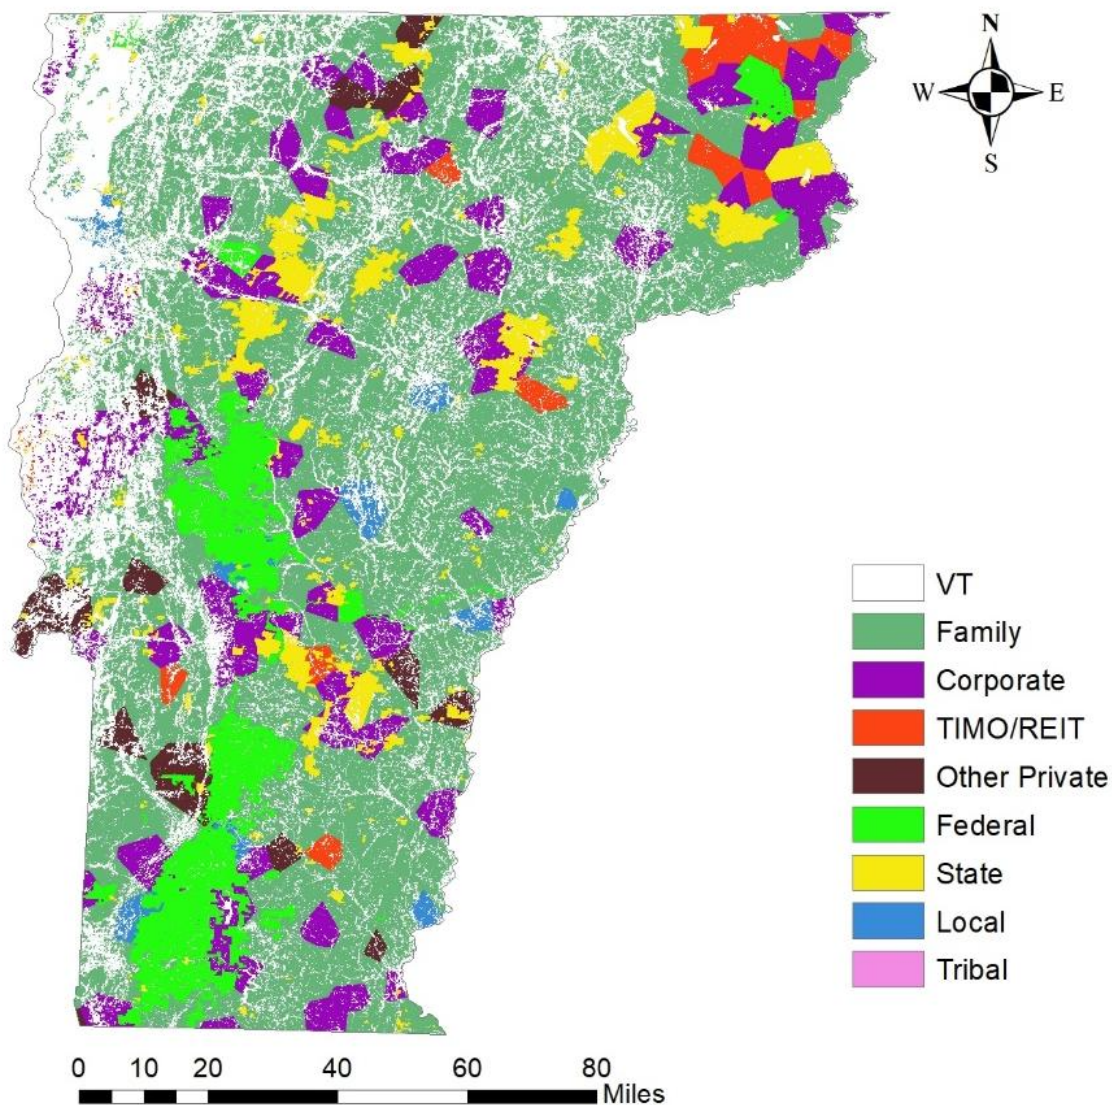 N
W E
S
VT
Family
Corporate
TIMO/REIT
Other Private
Federal
State
Local
Tribal
0 10 20 40 60 80
Miles